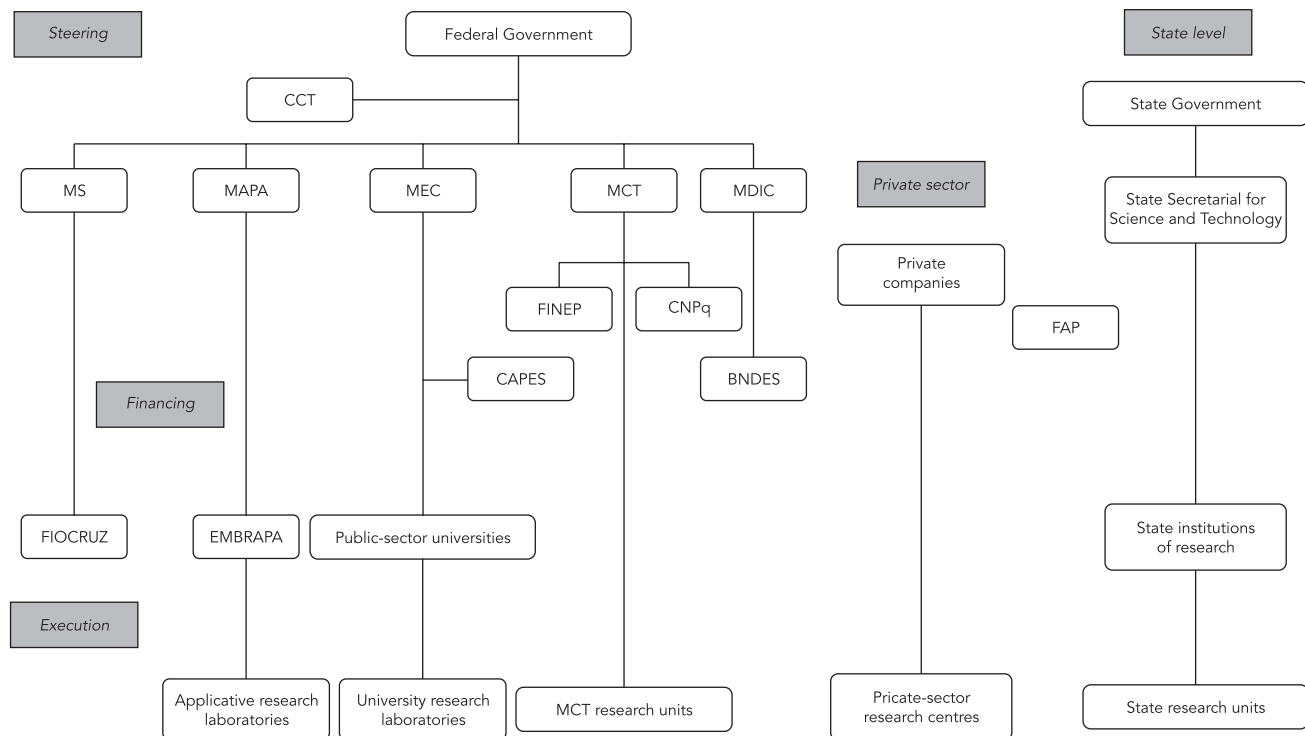 Steering
Federal Government
State level
CCT
State Government
MS
MAPA
MEC
MCT
MDIC
Private sector
State Secretarial for
Science and Technology
Private
companies
FINEP
CNPq
FAP
CAPES
BNDES
Financing
FIOCRUZ
EMBRAPA
Public-sector universities
State institutions
of research
Execution
Applicative research
laboratories
University research
laboratories
MCT research units
Pricate-sector
research centres
State research units